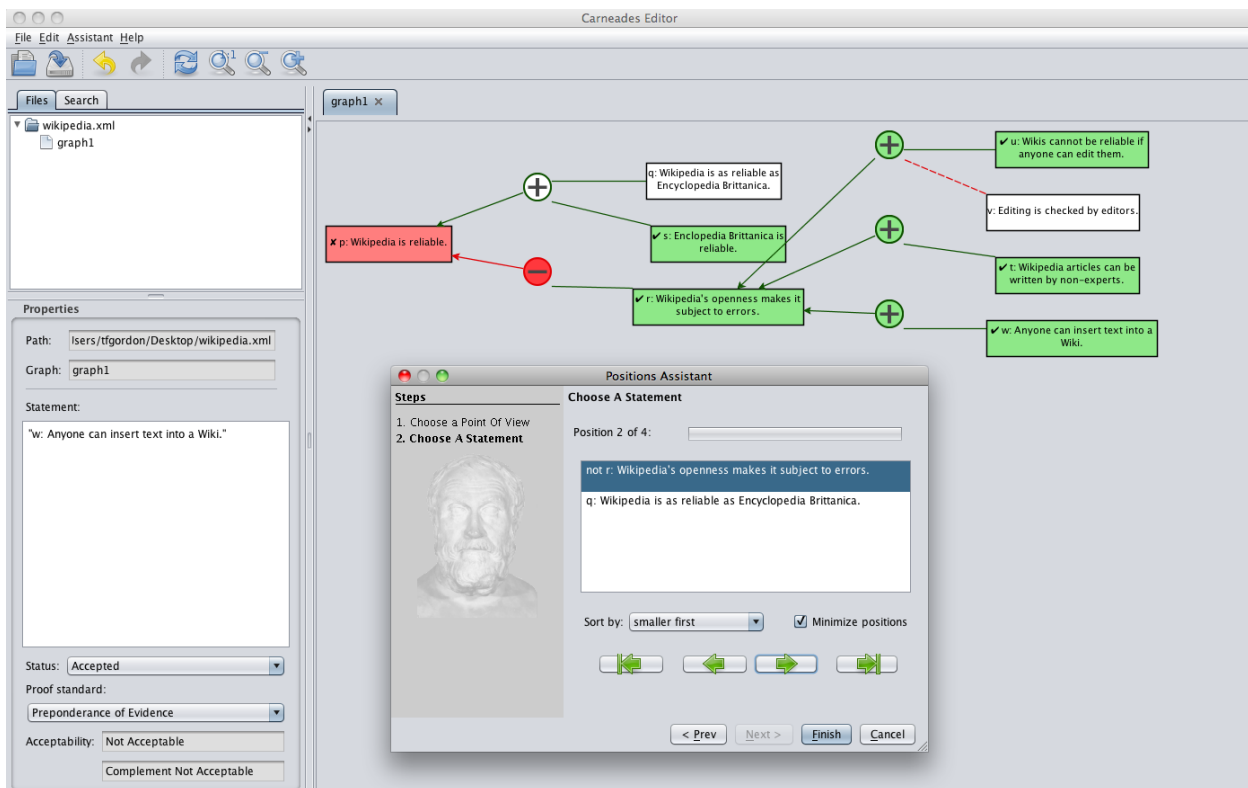 Carneades Editor
File Edit Assistant Help
Files Search
wikipedia.xml
graph1
Properties
Path: lsers/tfgordon/Desktop/wikipedia.xml
Graph: graph1
Statement:
"w: Anyone can insert text into a Wiki."
Status: Accepted
Proof standard:
Preponderance of Evidence
Acceptability: Not Acceptable
Complement Not Acceptable
graph1 ×
✘ p: Wikipedia is reliable.
q: Wikipedia is as reliable as
Encyclopedia Brittanica.
✔ s: Enclopedia Brittanica is
reliable.
✔ r: Wikipedia's openness makes it
subject to errors.
✔ u: Wikis cannot be reliable if
anyone can edit them.
v: Editing is checked by editors.
✔ t: Wikipedia articles can be
written by non-experts.
✔ w: Anyone can insert text into a
Wiki.
Positions Assistant
Steps
1. Choose a Point Of View
2. Choose A Statement
Choose A Statement
Position 2 of 4:
not r: Wikipedia's openness makes it subject to errors.
q: Wikipedia is as reliable as Encyclopedia Brittanica.
Sort by: smaller first
Minimize positions
< Prev Next > Finish Cancel